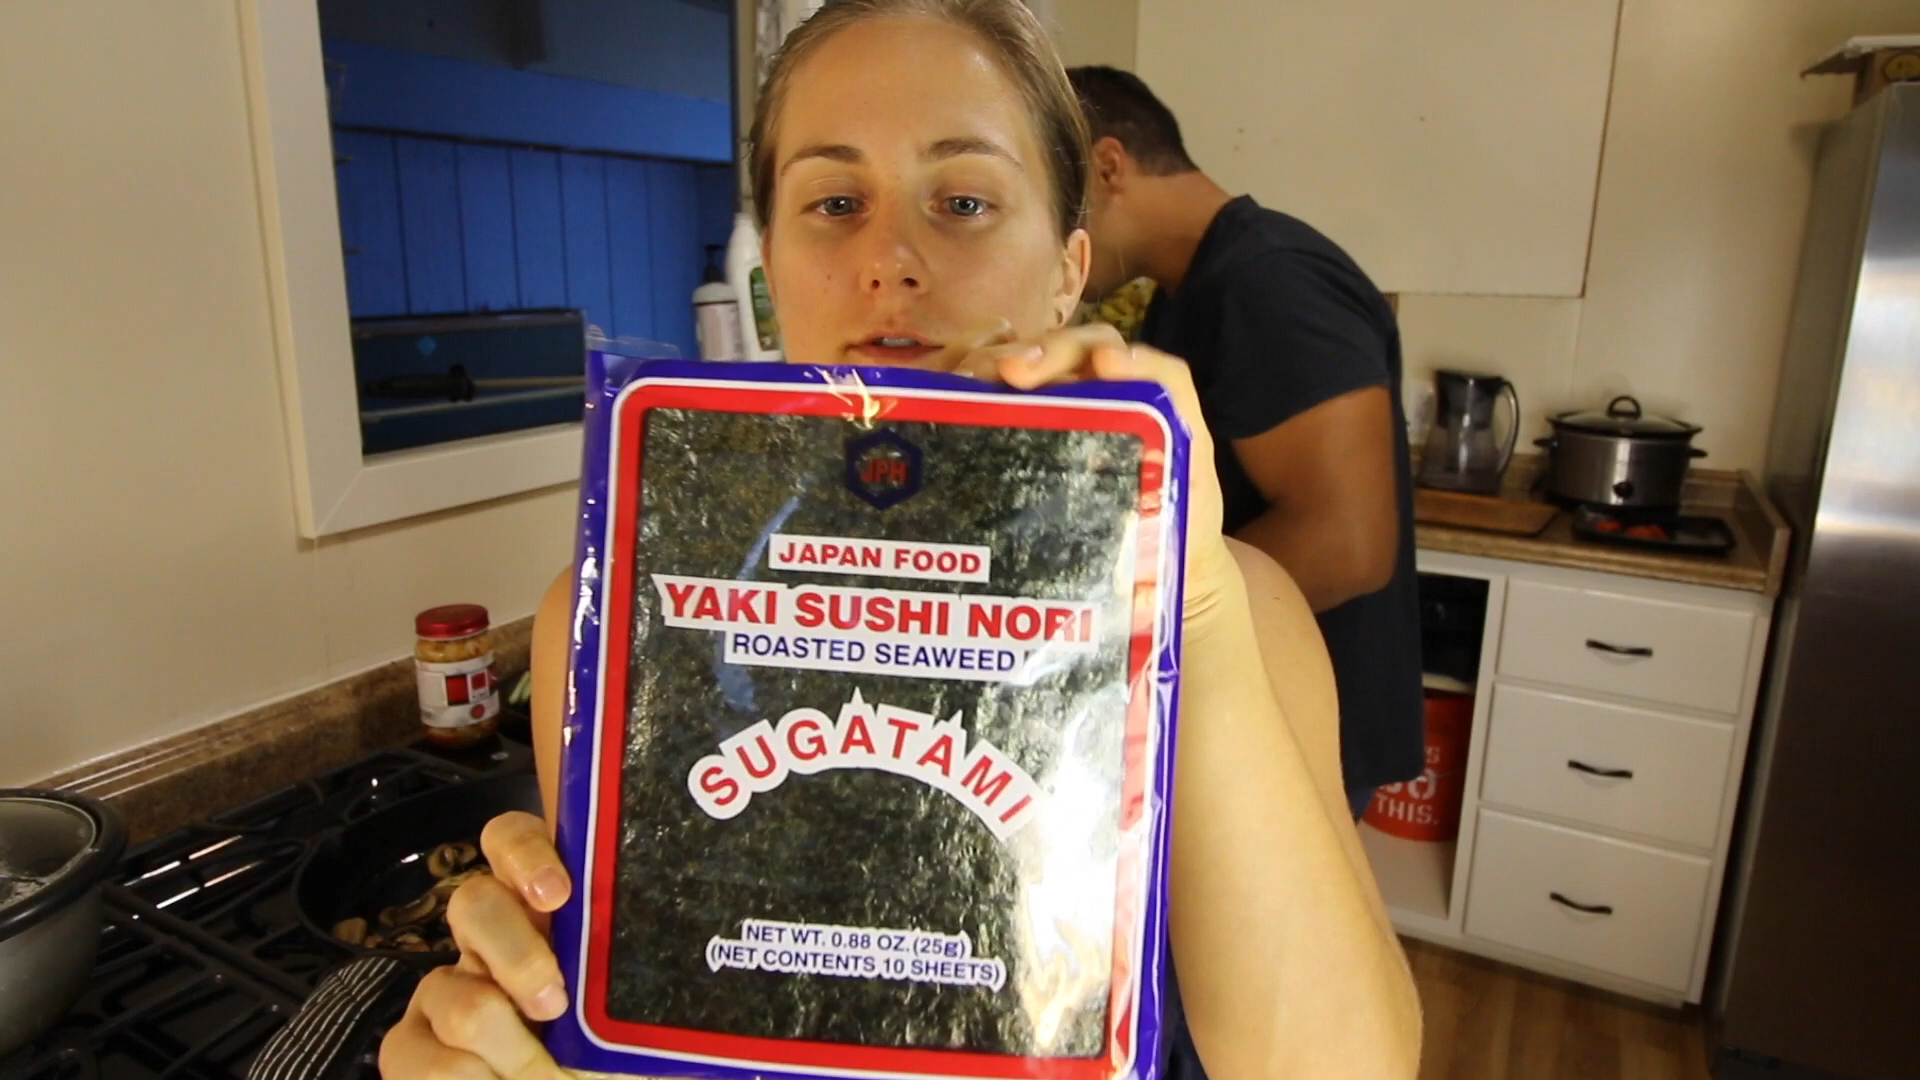 JPH
JAPAN FOOD
YAKI SUSHI NORI
ROASTED SEAWEED
SUGATAMI
NET WT. 0.88 OZ. (25g)
(NET CONTENTS 10 SHEETS)
THIS.